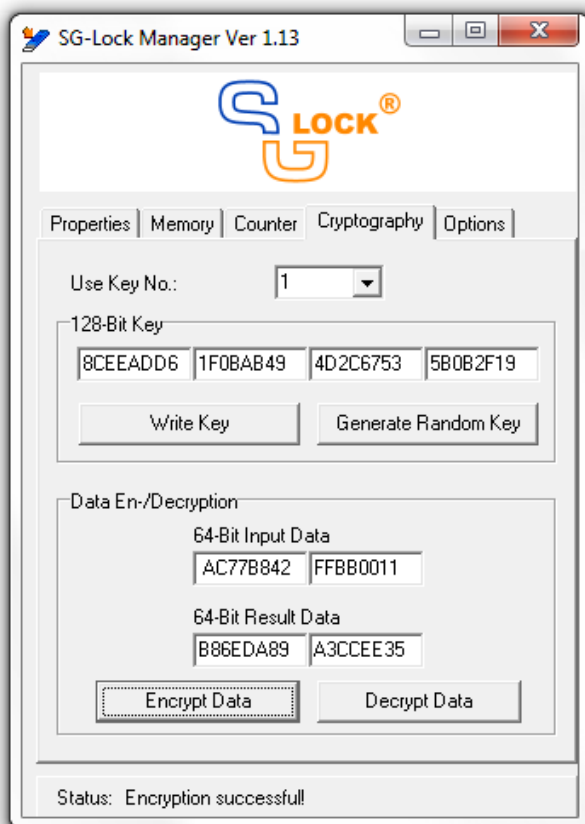 SG-Lock Manager Ver 1.13
SG LOCK®
Properties Memory Counter Cryptography Options
Use Key No.: 1
128-Bit Key
8CEEADD6 1F0BAB49 4D2C6753 5B0B2F19
Write Key Generate Random Key
Data En-/Decryption
64-Bit Input Data
AC77B842 FFBB0011
64-Bit Result Data
B86EDA89 A3CCEE35
Encrypt Data Decrypt Data
Status: Encryption successful!